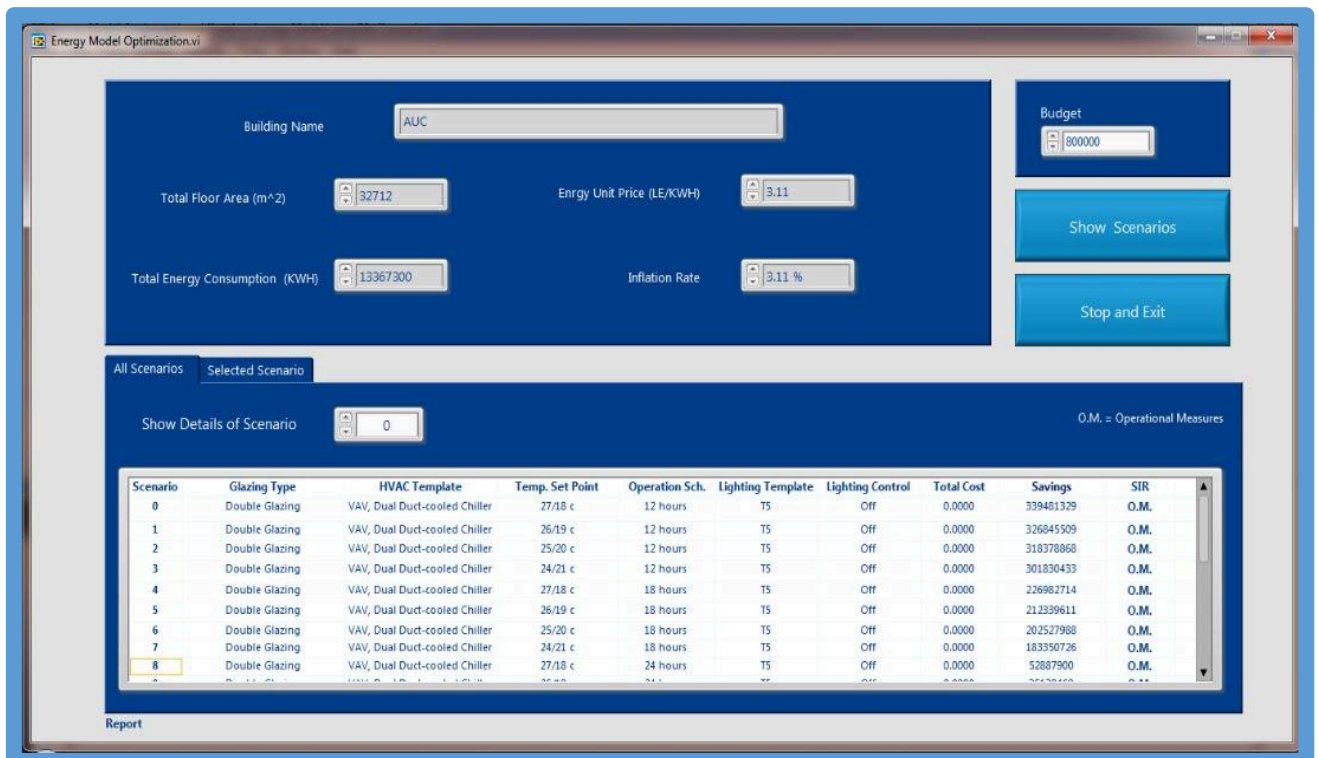 Energy Model Optimization.vi
Building Name AUC
Budget
800000
Total Floor Area (m^2) 32712 Enrgy Unit Price (LE/KWH) 3.11
Show Scenarios
Total Energy Consumption (KWH) 13367300 Inflation Rate 3.11 %
Stop and Exit
All Scenarios Selected Scenario
Show Details of Scenario 0 O.M. = Operational Measures
Scenario Glazing Type HVAC Template Temp. Set Point Operation Sch. Lighting Template Lighting Control Total Cost Savings SIR
0 Double Glazing VAV, Dual Duct-cooled Chiller 27/18 c 12 hours T5 Off 0.0000 339481329 O.M.
1 Double Glazing VAV, Dual Duct-cooled Chiller 26/19 c 12 hours T5 Off 0.0000 326845509 O.M.
2 Double Glazing VAV, Dual Duct-cooled Chiller 25/20 c 12 hours T5 Off 0.0000 318378868 O.M.
3 Double Glazing VAV, Dual Duct-cooled Chiller 24/21 c 12 hours T5 Off 0.0000 301830433 O.M.
4 Double Glazing VAV, Dual Duct-cooled Chiller 27/18 c 18 hours T5 Off 0.0000 226982714 O.M.
5 Double Glazing VAV, Dual Duct-cooled Chiller 26/19 c 18 hours T5 Off 0.0000 212339611 O.M.
6 Double Glazing VAV, Dual Duct-cooled Chiller 25/20 c 18 hours T5 Off 0.0000 202527988 O.M.
7 Double Glazing VAV, Dual Duct-cooled Chiller 24/21 c 18 hours T5 Off 0.0000 183350726 O.M.
8 Double Glazing VAV, Dual Duct-cooled Chiller 27/18 c 24 hours T5 Off 0.0000 52887900 O.M.
Report